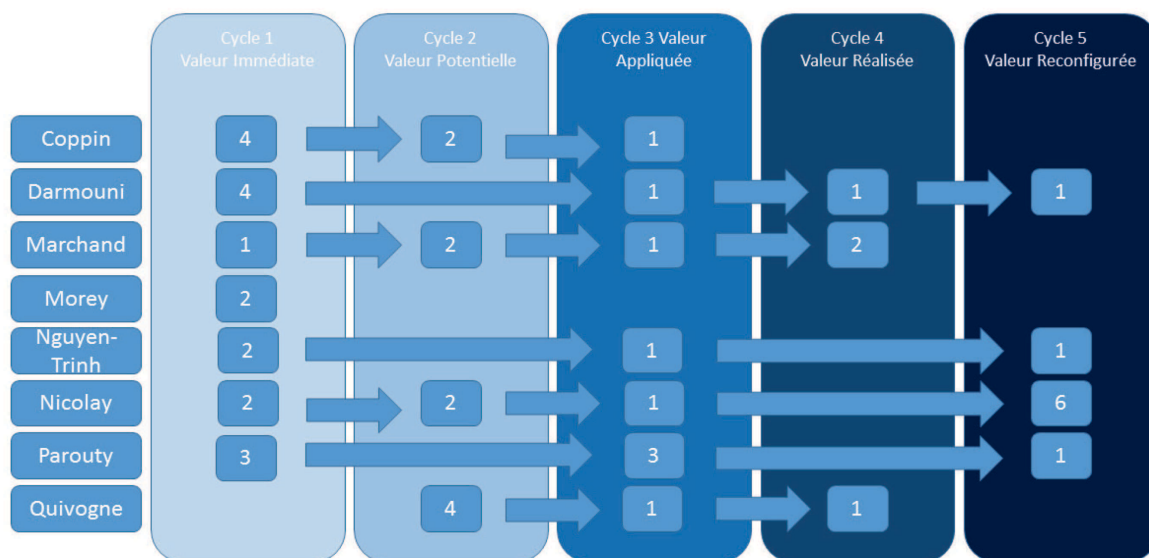 Cycle 1
Valeur Immédiate
Cycle 2
Valeur Potentielle
Cycle 3 Valeur
Appliquée
Cycle 4
Valeur Réalisée
Cycle 5
Valeur Reconfigurée
Coppin
4
2
1
Darmouni
4
1
1
1
Marchand
1
2
1
2
Morey
2
Nguyen-
Trinh
2
1
1
Nicolay
2
2
1
6
Parouty
3
3
1
Quivogne
4
1
1